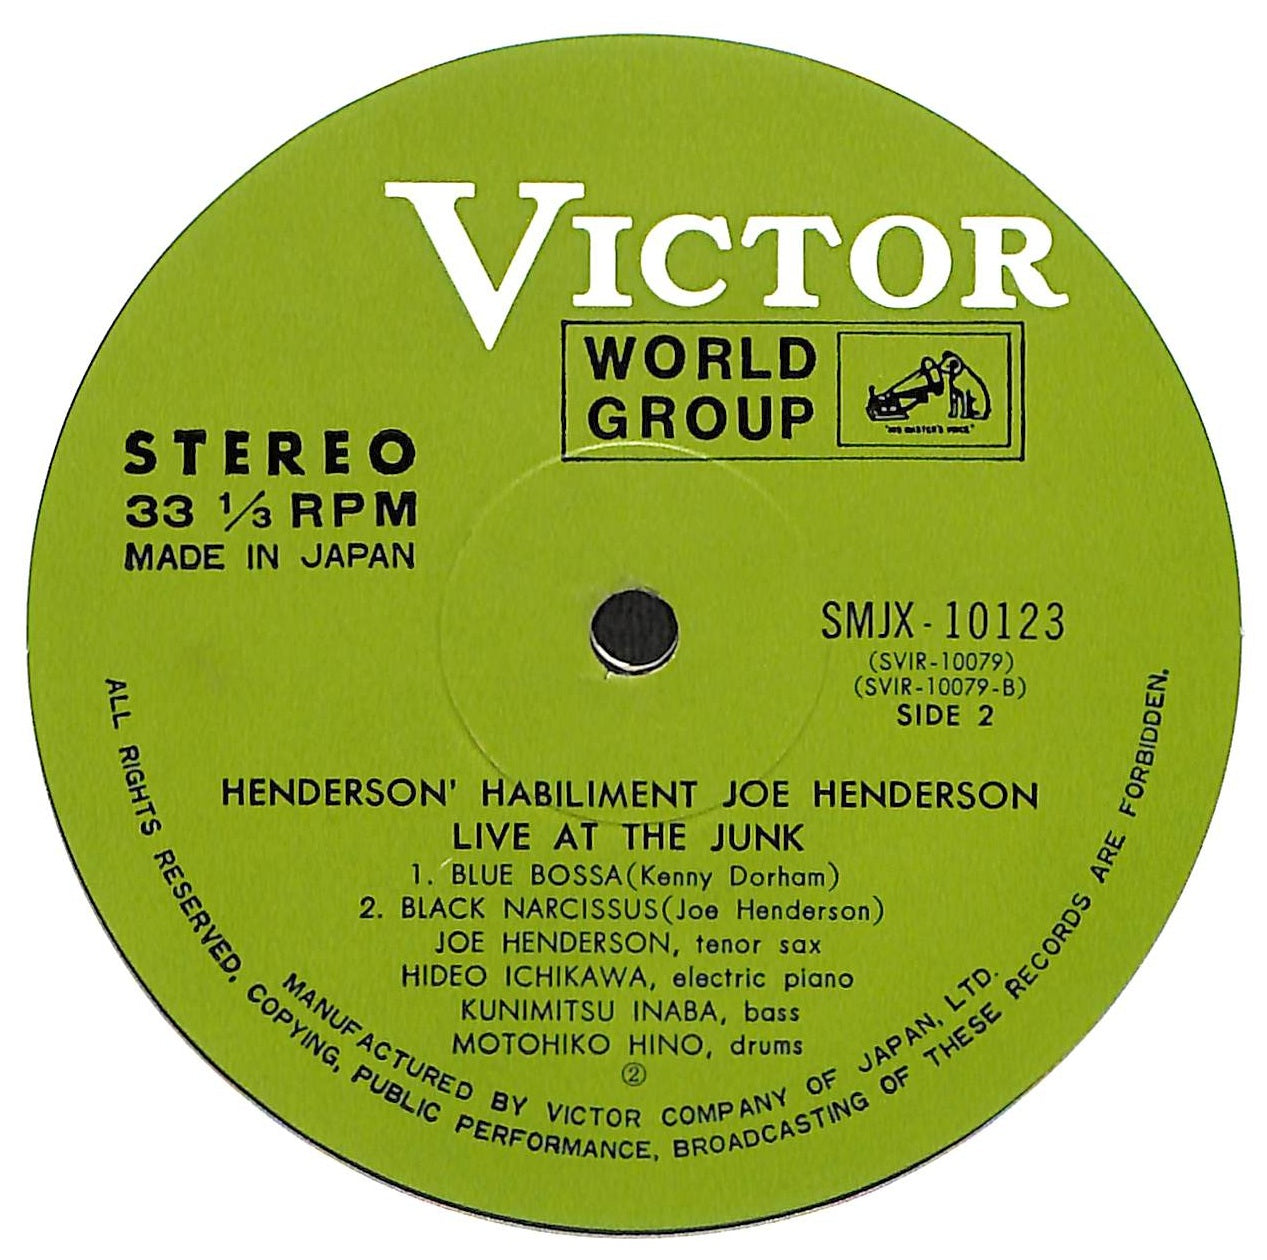 VICTOR
WORLD
GROUP
"HIS MASTER'S VOICE"
STEREO
33 1/3 RPM
MADE IN JAPAN
SMJX-10123
(SVIR-10079)
(SVIR-10079-B)
SIDE 2
HENDERSON' HABILIMENT JOE HENDERSON
LIVE AT THE JUNK
1. BLUE BOSSA(Kenny Dorham)
2. BLACK NARCISSUS(Joe Henderson)
JOE HENDERSON, tenor sax
HIDEO ICHIKAWA, electric piano
KUNIMITSU INABA, bass
MOTOHIKO HINO, drums
②
MANUFACTURED BY VICTOR COMPANY OF JAPAN, LTD.
ALL RIGHTS RESERVED. COPYING, PUBLIC PERFORMANCE, BROADCASTING OF THESE RECORDS ARE FORBIDDEN.